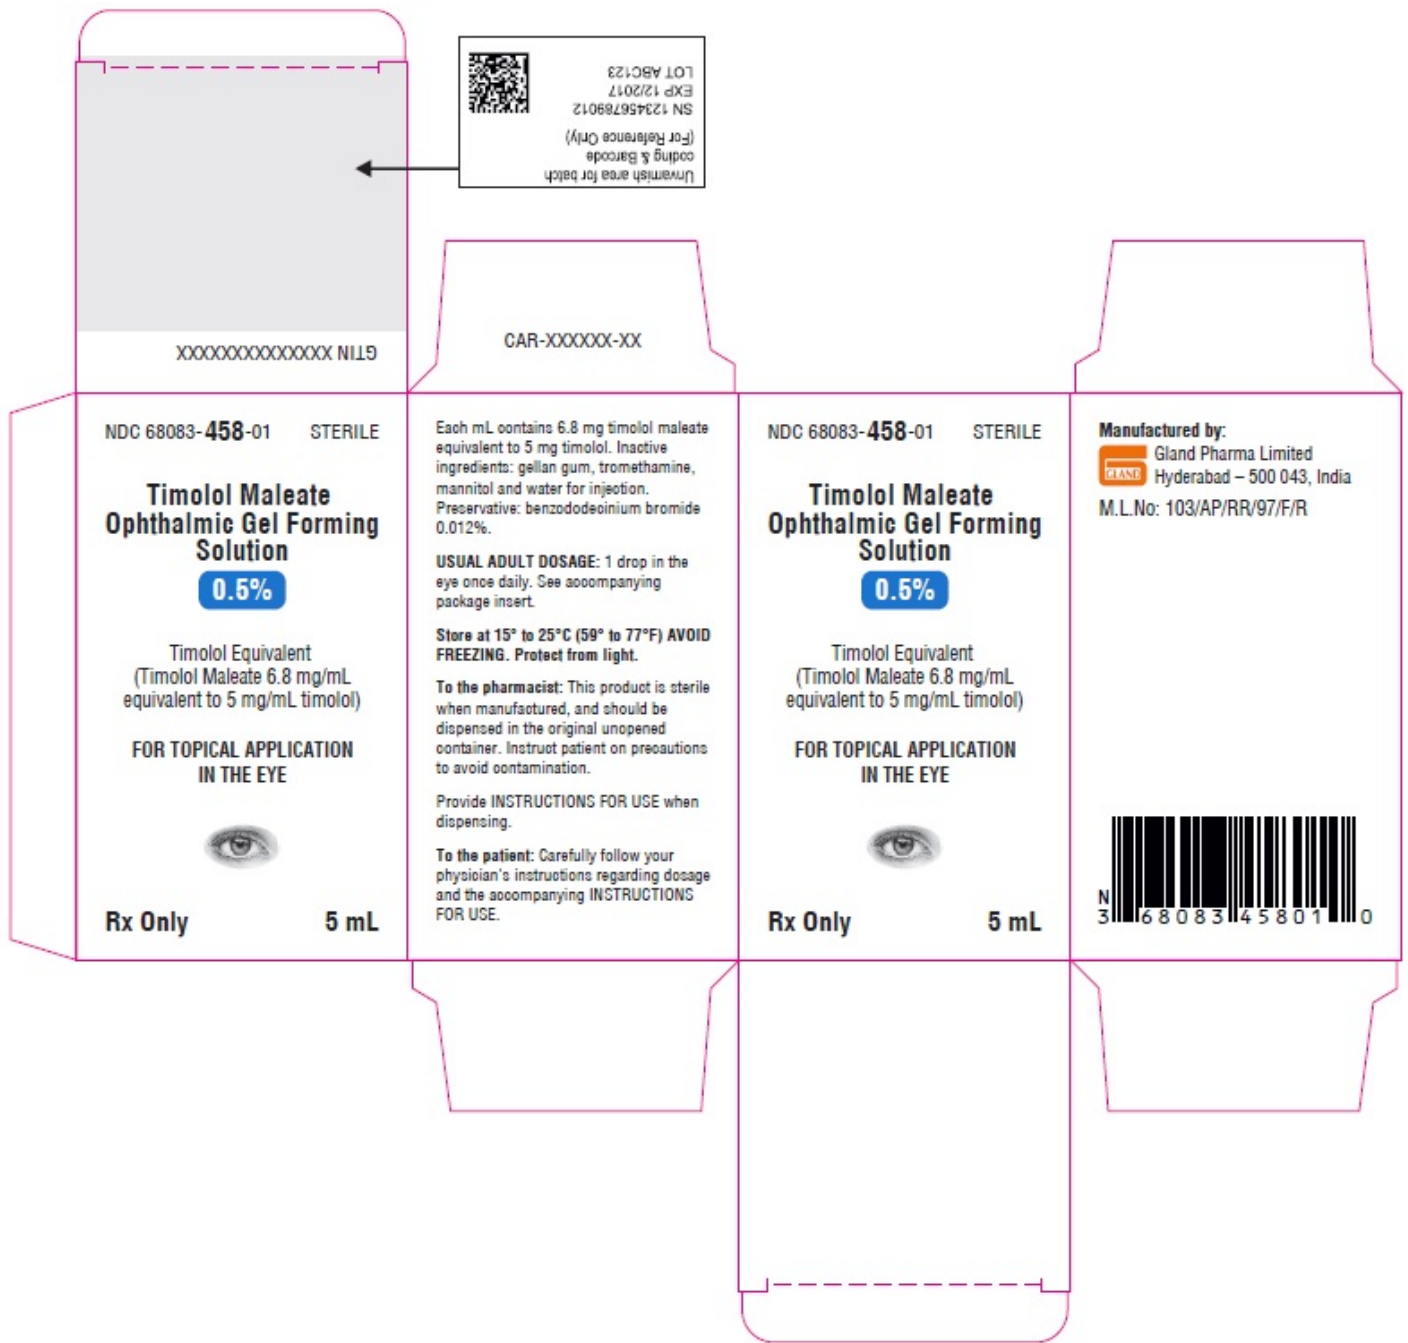 Unvarnish area for batch
coding & Barcode
(For Reference Only)
SN 123456789012
EXP 12/2017
LOT ABC123
GTIN XXXXXXXXXXXXXX
CAR-XXXXXX-XX
NDC 68083-458-01 STERILE
Timolol Maleate
Ophthalmic Gel Forming
Solution
0.5%
Timolol Equivalent
(Timolol Maleate 6.8 mg/mL
equivalent to 5 mg/mL timolol)
FOR TOPICAL APPLICATION
IN THE EYE
Rx Only 5 mL
Each mL contains 6.8 mg timolol maleate
equivalent to 5 mg timolol. Inactive
ingredients: gellan gum, tromethamine,
mannitol and water for injection.
Preservative: benzododecinium bromide
0.012%.
USUAL ADULT DOSAGE: 1 drop in the
eye once daily. See accompanying
package insert.
Store at 15° to 25°C (59° to 77°F) AVOID
FREEZING. Protect from light.
To the pharmacist: This product is sterile
when manufactured, and should be
dispensed in the original unopened
container. Instruct patient on precautions
to avoid contamination.
Provide INSTRUCTIONS FOR USE when
dispensing.
To the patient: Carefully follow your
physician's instructions regarding dosage
and the accompanying INSTRUCTIONS
FOR USE.
NDC 68083-458-01 STERILE
Timolol Maleate
Ophthalmic Gel Forming
Solution
0.5%
Timolol Equivalent
(Timolol Maleate 6.8 mg/mL
equivalent to 5 mg/mL timolol)
FOR TOPICAL APPLICATION
IN THE EYE
Rx Only 5 mL
Manufactured by:
GLAND
Gland Pharma Limited
Hyderabad – 500 043, India
M.L.No: 103/AP/RR/97/F/R
N
3 68083 45801 0